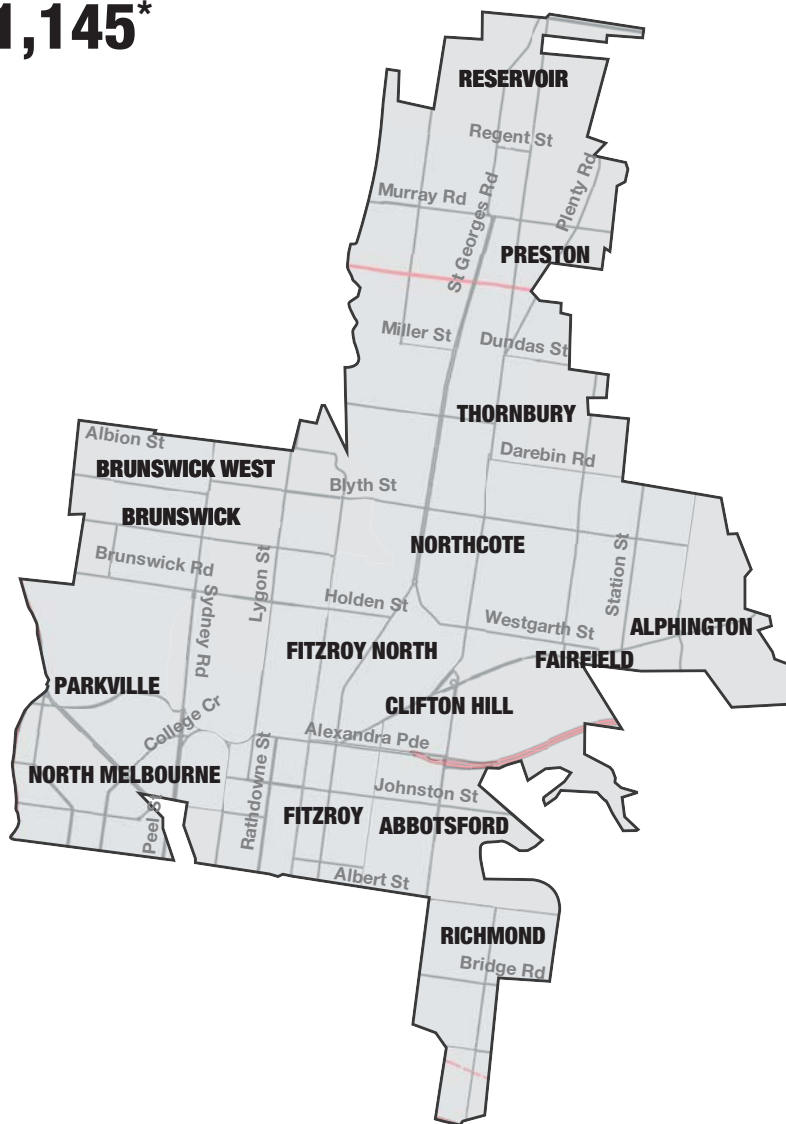 1,145*
RESERVOIR
Regent St
Plenty Rd
Murray Rd
St Georges Rd
PRESTON
Miller St
Dundas St
THORNBURY
Albion St
Darebin Rd
BRUNSWICK WEST
Blyth St
BRUNSWICK
NORTHCOTE
Brunswick Rd
Lygon St
Station St
Sydney Rd
Holden St
Westgarth St
ALPHINGTON
FITZROY NORTH
FAIRFIELD
PARKVILLE
CLIFTON HILL
College Cr
Alexandra Pde
NORTH MELBOURNE
Rathdowne St
Johnston St
Peel St
FITZROY
ABBOTSFORD
Albert St
RICHMOND
Bridge Rd